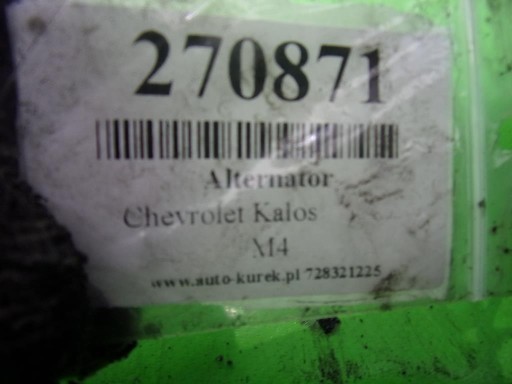 270871
Alternator
Chevrolet Kalos
M4
www.auto-kurek.pl 728321225